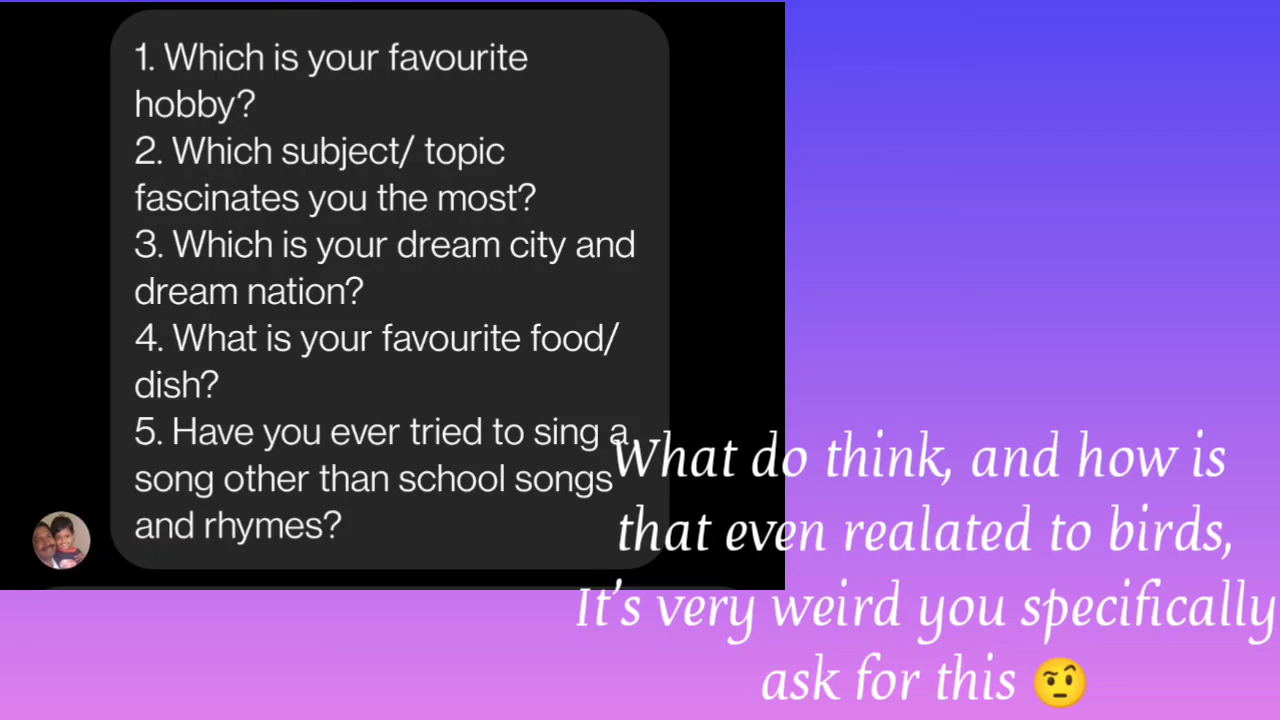 1. Which is your favourite
hobby?
2. Which subject/ topic
fascinates you the most?
3. Which is your dream city and
dream nation?
4. What is your favourite food/
dish?
5. Have you ever tried to sing a
song other than school songs
and rhymes?
What do think, and how is
that even realated to birds,
It's very weird you specifically
ask for this 🤨